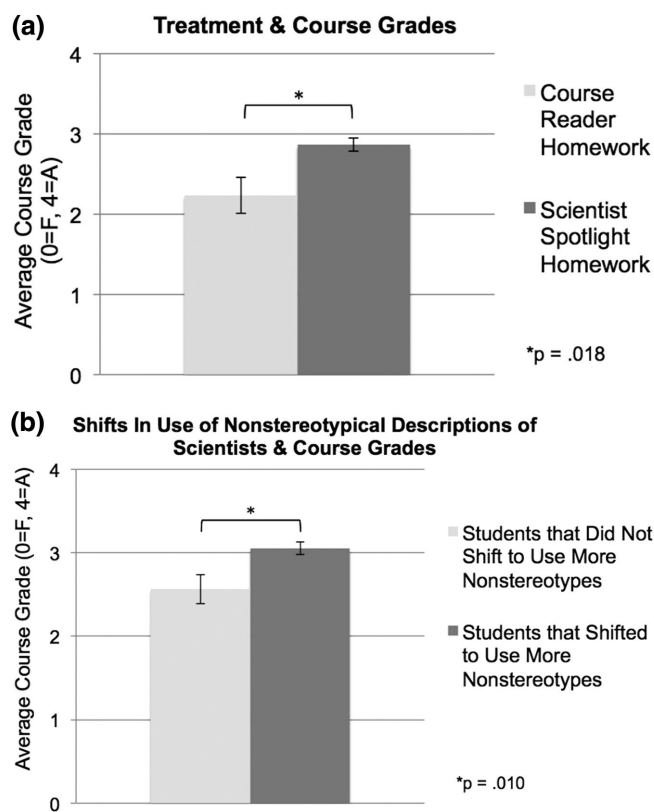 (a)
Treatment & Course Grades
Average Course Grade
(0=F, 4=A)
4
3
2
1
0
*
Course
Reader
Homework
Scientist
Spotlight
Homework
*p = .018
(b)
Shifts In Use of Nonstereotypical Descriptions of
Scientists & Course Grades
Average Course Grade (0=F, 4=A)
4
3
2
1
0
*
Students that Did Not
Shift to Use More
Nonstereotypes
Students that Shifted
to Use More
Nonstereotypes
*p = .010